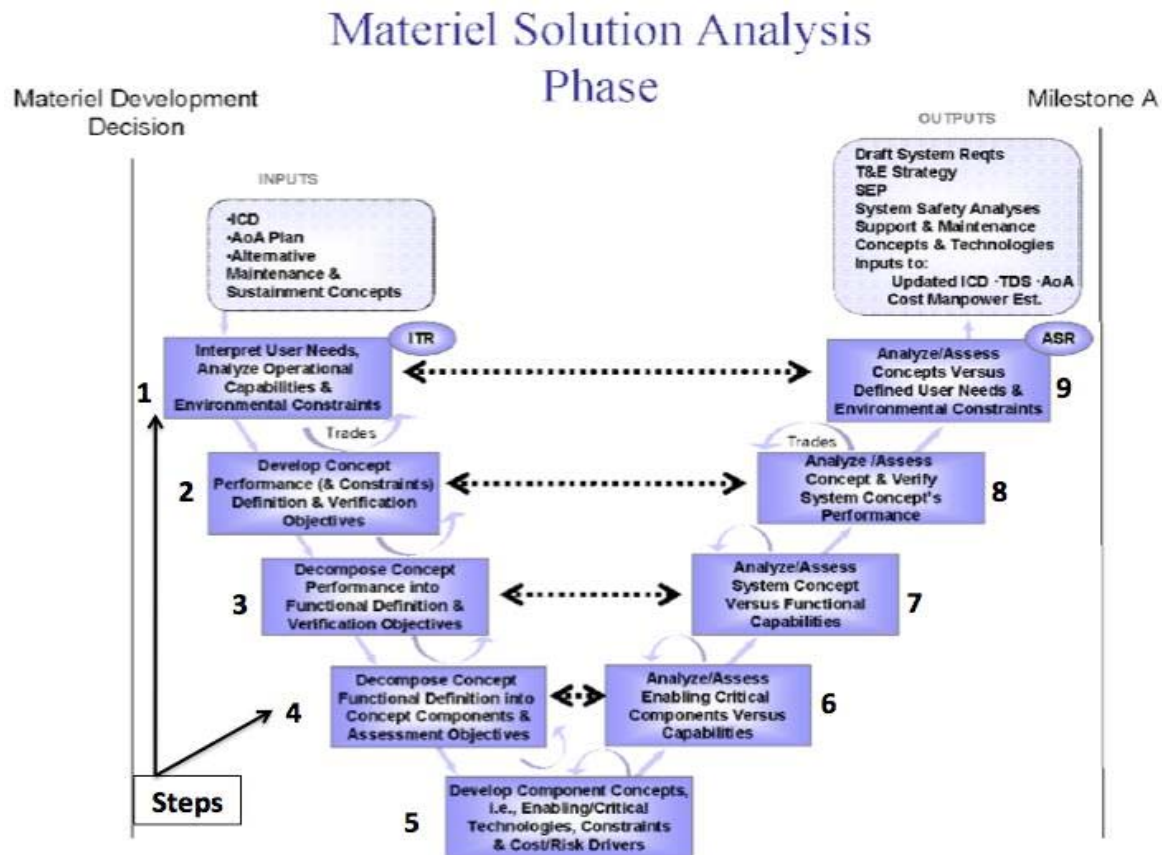 Materiel Solution Analysis
Phase
Materiel Development
Decision
Milestone A
INPUTS
•ICD
•AoA Plan
•Alternative
Maintenance &
Sustainment Concepts
OUTPUTS
Draft System Reqts
T&E Strategy
SEP
System Safety Analyses
Support & Maintenance
Concepts & Technologies
Inputs to:
Updated ICD ·TDS ·AoA
Cost Manpower Est.
ITR
Interpret User Needs,
Analyze Operational
Capabilities &
Environmental Constraints
1
Trades
2
Develop Concept
Performance (& Constraints)
Definition & Verification
Objectives
3
Decompose Concept
Performance into
Functional Definition &
Verification Objectives
4
Decompose Concept
Functional Definition into
Concept Components &
Assessment Objectives
Steps
5
Develop Component Concepts,
i.e., Enabling/Critical
Technologies, Constraints
& Cost/Risk Drivers
Analyze/Assess
Enabling Critical
Components Versus
Capabilities
6
Analyze/Assess
System Concept
Versus Functional
Capabilities
7
Trades
Analyze /Assess
Concept & Verify
System Concept's
Performance
8
ASR
Analyze/Assess
Concepts Versus
Defined User Needs &
Environmental Constraints
9